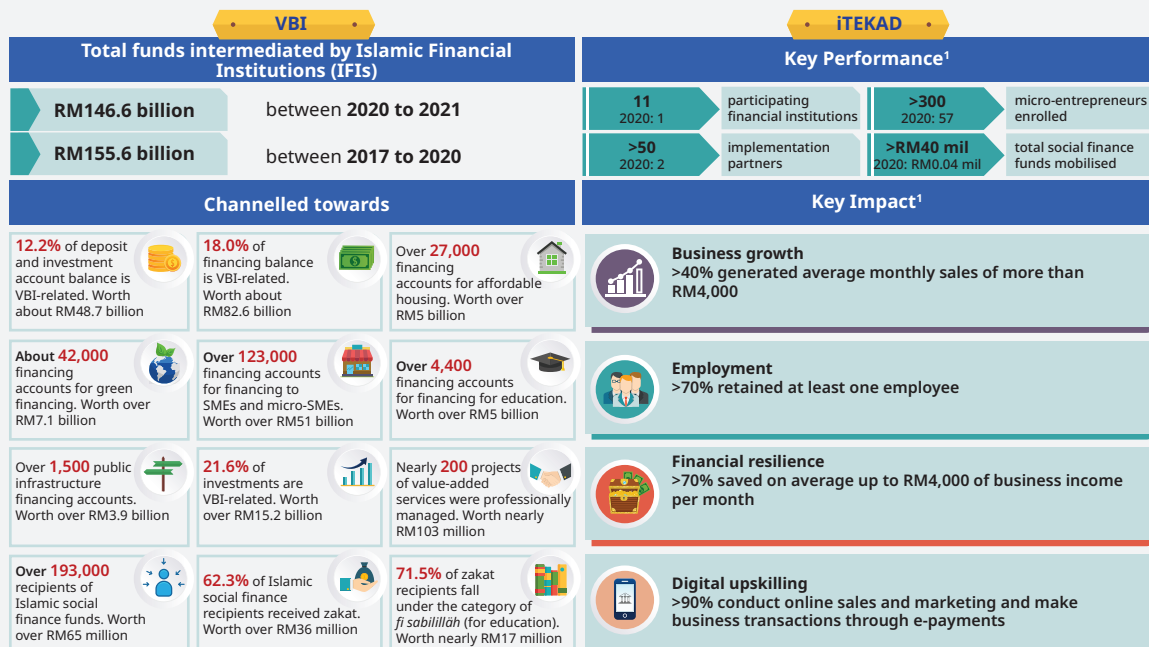 VBI
Total funds intermediated by Islamic Financial
Institutions (IFIs)
RM146.6 billion
between 2020 to 2021
RM155.6 billion
between 2017 to 2020
Channelled towards
12.2% of deposit
and investment
account balance is
VBI-related. Worth
about RM48.7 billion
18.0% of
financing balance
is VBI-related.
Worth about
RM82.6 billion
Over 27,000
financing
accounts for affordable
housing. Worth over
RM5 billion
About 42,000
financing
accounts for green
financing. Worth over
RM7.1 billion
Over 123,000
financing accounts
for financing to
SMEs and micro-SMEs.
Worth over RM51 billion
Over 4,400
financing accounts
for financing for education.
Worth over RM5 billion
Over 1,500 public
infrastructure
financing accounts.
Worth over RM3.9 billion
21.6% of
investments are
VBI-related. Worth
over RM15.2 billion
Nearly 200 projects
of value-added
services were professionally
managed. Worth nearly
RM103 million
Over 193,000
recipients of
Islamic social
finance funds. Worth
over RM65 million
62.3% of Islamic
social finance
recipients received zakat.
Worth over RM36 million
71.5% of zakat
recipients fall
under the category of
fi sabilillāh (for education).
Worth nearly RM17 million
iTEKAD
Key Performance¹
11
2020: 1
participating
financial institutions
>300
2020: 57
micro-entrepreneurs
enrolled
>50
2020: 2
implementation
partners
>RM40 mil
2020: RM0.04 mil
total social finance
funds mobilised
Key Impact¹
Business growth
>40% generated average monthly sales of more than
RM4,000
Employment
>70% retained at least one employee
Financial resilience
>70% saved on average up to RM4,000 of business income
per month
Digital upskilling
>90% conduct online sales and marketing and make
business transactions through e-payments